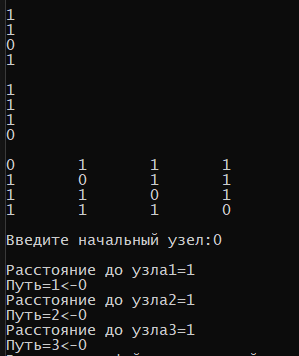 1
1
0
1
1
1
1
0
0 1 1 1
1 0 1 1
1 1 0 1
1 1 1 0
Введите начальный узел:0
Расстояние до узла1=1
Путь=1<-0
Расстояние до узла2=1
Путь=2<-0
Расстояние до узла3=1
Путь=3<-0